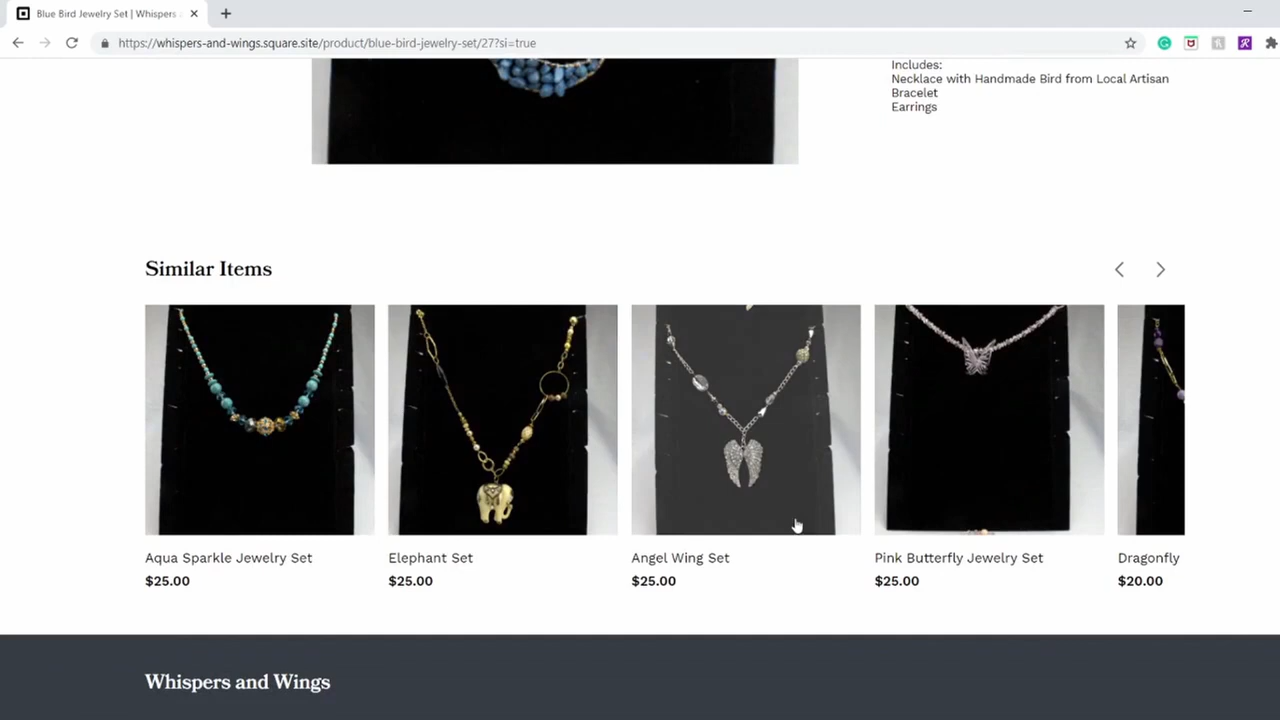 Blue Bird Jewelry Set | Whispers
https://whispers-and-wings.square.site/product/blue-bird-jewelry-set/27?si=true
Includes:
Necklace with Handmade Bird from Local Artisan
Bracelet
Earrings
Similar Items
Aqua Sparkle Jewelry Set
$25.00
Elephant Set
$25.00
Angel Wing Set
$25.00
Pink Butterfly Jewelry Set
$25.00
Dragonfly
$20.00
Whispers and Wings